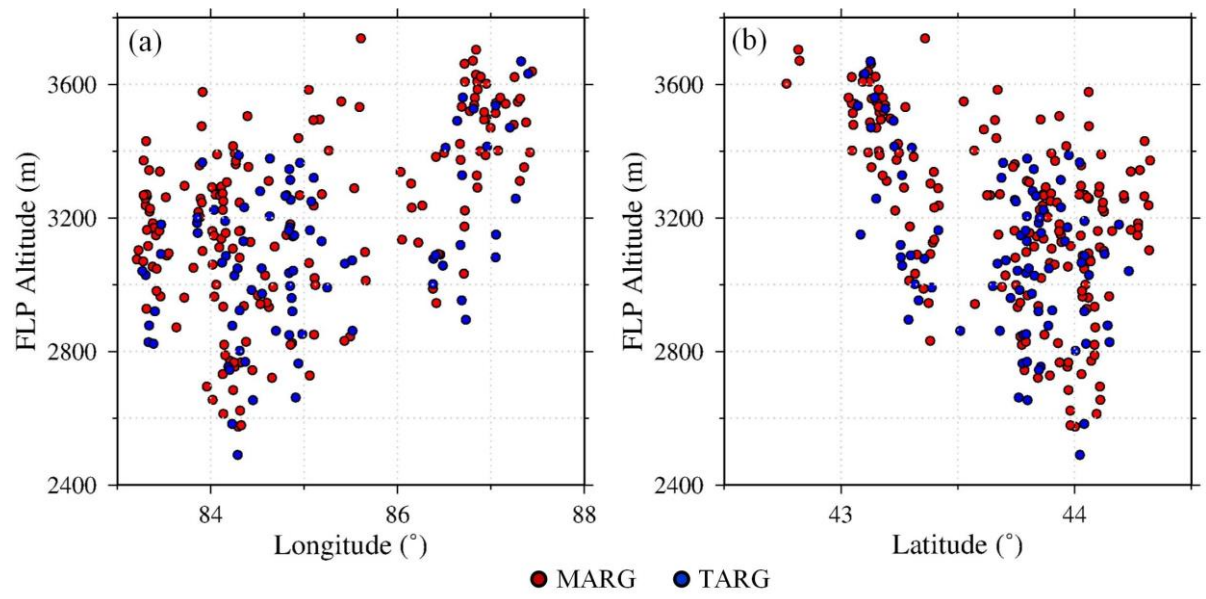 (a)
(b)
3600
3200
2800
2400
FLP Altitude (m)
84
86
88
Longitude (°)
3600
3200
2800
2400
FLP Altitude (m)
43
44
Latitude (°)
MARG
TARG